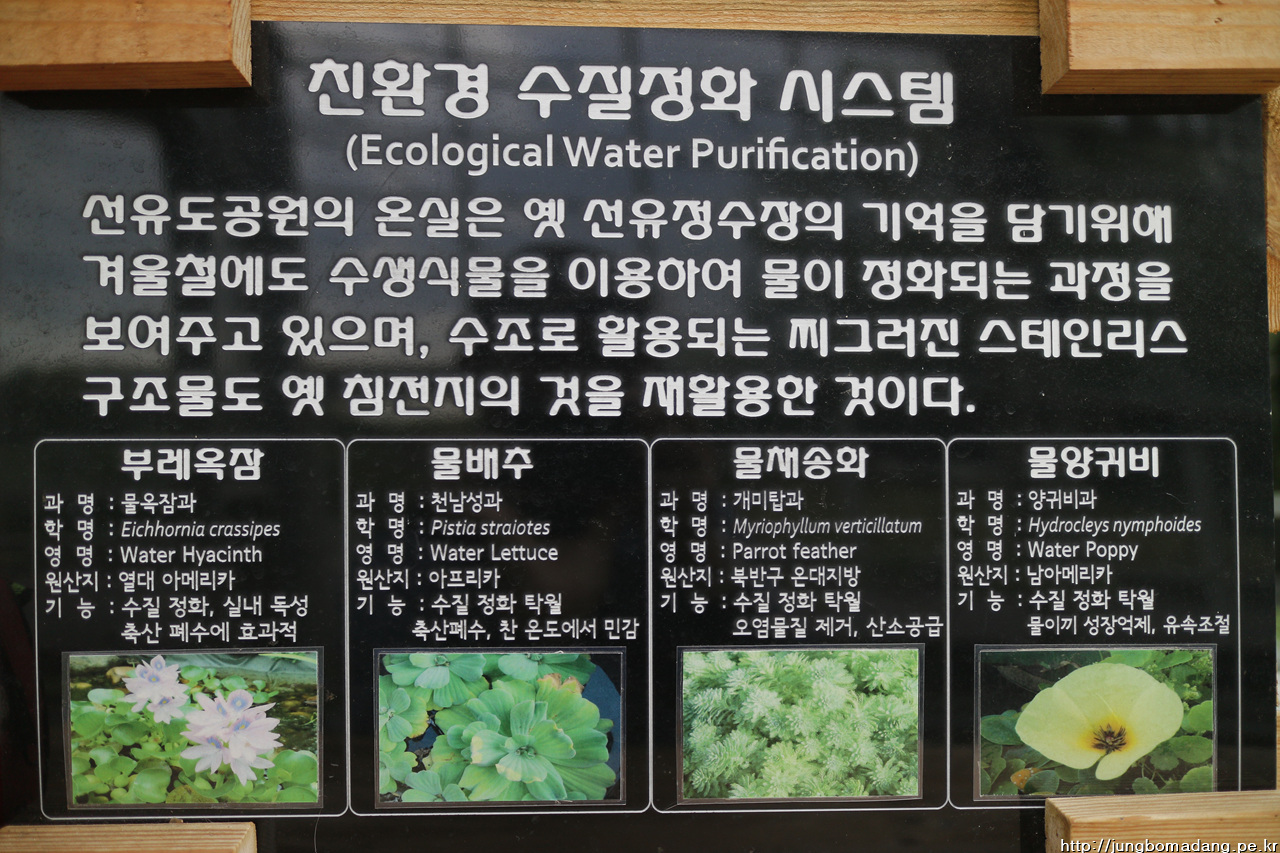 친환경 수질정화 시스템
(Ecological Water Purification)
선유도공원의 온실은 옛 선유정수장의 기억을 담기위해
겨울철에도 수생식물을 이용하여 물이 정화되는 과정을
보여주고 있으며, 수조로 활용되는 찌그러진 스테인리스
구조물도 옛 침전지의 것을 재활용한 것이다.
부레옥잠
과 명 : 물옥잠과
학 명 : Eichhornia crassipes
영 명 : Water Hyacinth
원산지 : 열대 아메리카
기 능 : 수질 정화, 실내 독성
축산 폐수에 효과적
물배추
과 명 : 천남성과
학 명 : Pistia straiotes
영 명 : Water Lettuce
원산지 : 아프리카
기 능 : 수질 정화 탁월
축산폐수, 찬 온도에서 민감
물채송화
과 명 : 개미탑과
학 명 : Myriophyllum verticillatum
영 명 : Parrot feather
원산지 : 북반구 온대지방
기 능 : 수질 정화 탁월
오염물질 제거, 산소공급
물양귀비
과 명 : 양귀비과
학 명 : Hydrocleys nymphoides
영 명 : Water Poppy
원산지 : 남아메리카
기 능 : 수질 정화 탁월
물이끼 성장억제, 유속조절
http://jungbomadang.pe.kr